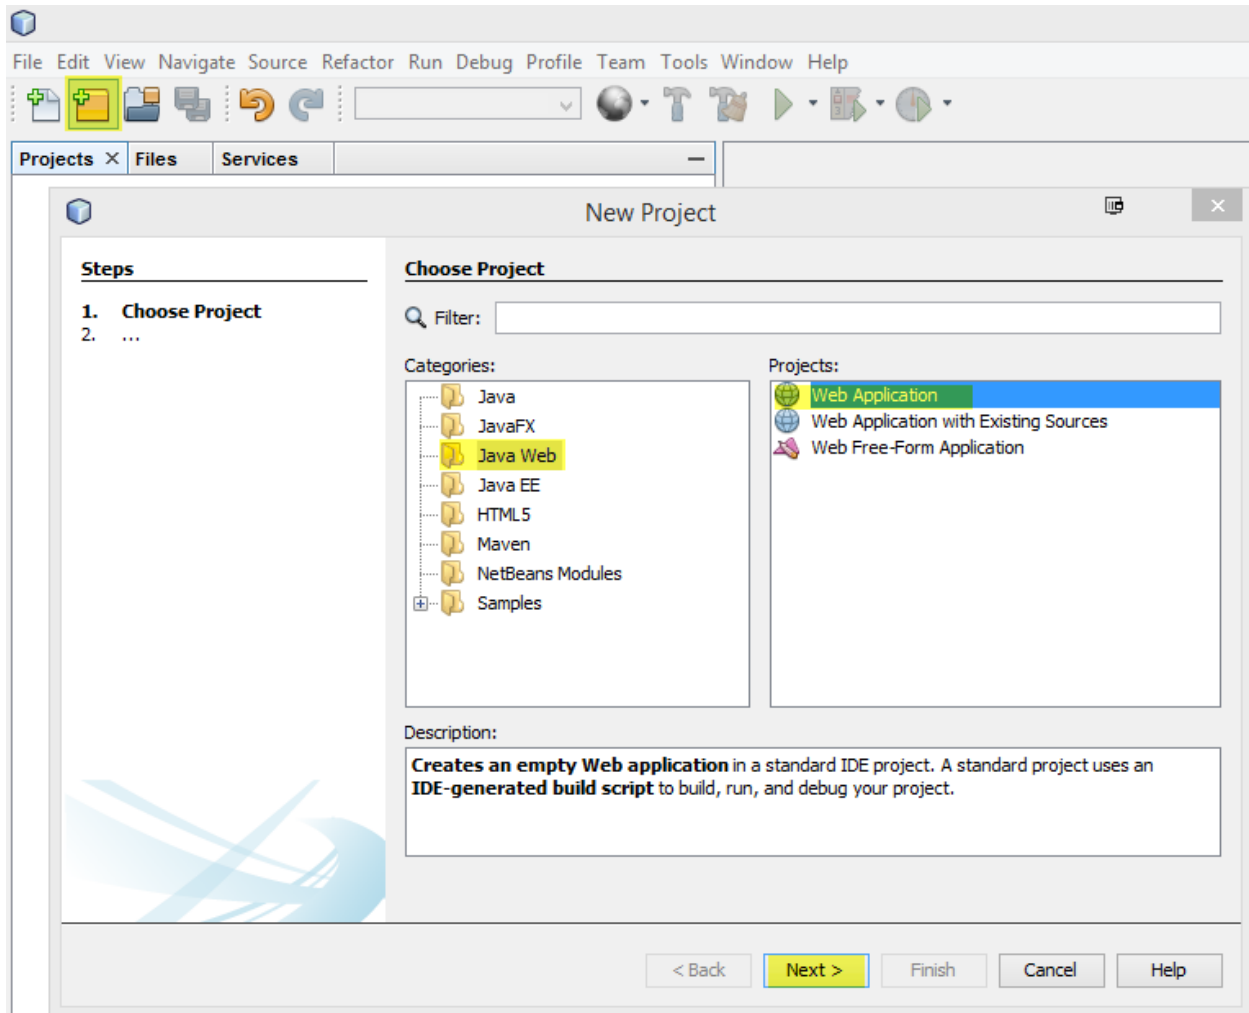 File Edit View Navigate Source Refactor Run Debug Profile Team Tools Window Help
Projects Files Services
New Project
Steps
1. Choose Project
2. ...
Choose Project
Filter:
Categories:
Java
JavaFX
Java Web
Java EE
HTML5
Maven
NetBeans Modules
Samples
Projects:
Web Application
Web Application with Existing Sources
Web Free-Form Application
Description:
Creates an empty Web application in a standard IDE project. A standard project uses an
IDE-generated build script to build, run, and debug your project.
< Back Next > Finish Cancel Help